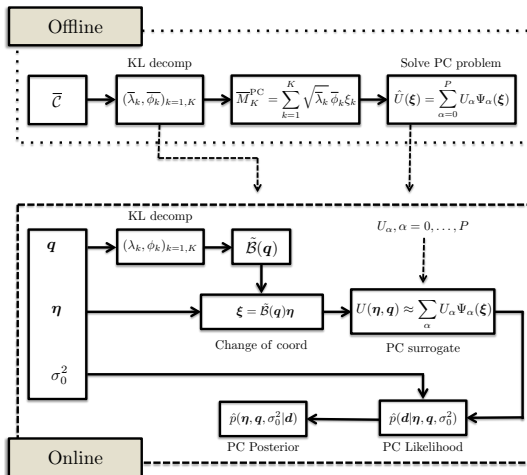 Offline
KL decomp
Solve PC problem
$\overline{\mathcal{C}}$
$(\overline{\lambda}_k, \overline{\phi}_k)_{k=1,K}$
$\overline{M}_K^{\mathrm{PC}} = \sum_{k=1}^{K} \sqrt{\overline{\lambda}_k}\, \overline{\phi}_k \xi_k$
$\hat{U}(\boldsymbol{\xi}) = \sum_{\alpha=0}^{P} U_\alpha \Psi_\alpha(\boldsymbol{\xi})$
KL decomp
$U_\alpha, \alpha = 0, \ldots, P$
$\boldsymbol{q}$
$(\lambda_k, \phi_k)_{k=1,K}$
$\tilde{\mathcal{B}}(\boldsymbol{q})$
$\boldsymbol{\eta}$
$\boldsymbol{\xi} = \tilde{\mathcal{B}}(\boldsymbol{q})\boldsymbol{\eta}$
$U(\boldsymbol{\eta}, \boldsymbol{q}) \approx \sum_{\alpha} U_\alpha \Psi_\alpha(\boldsymbol{\xi})$
Change of coord
PC surrogate
$\sigma_0^2$
$\hat{p}(\boldsymbol{\eta}, \boldsymbol{q}, \sigma_0^2 | \boldsymbol{d})$
$\hat{p}(\boldsymbol{d} | \boldsymbol{\eta}, \boldsymbol{q}, \sigma_0^2)$
PC Posterior
PC Likelihood
Online